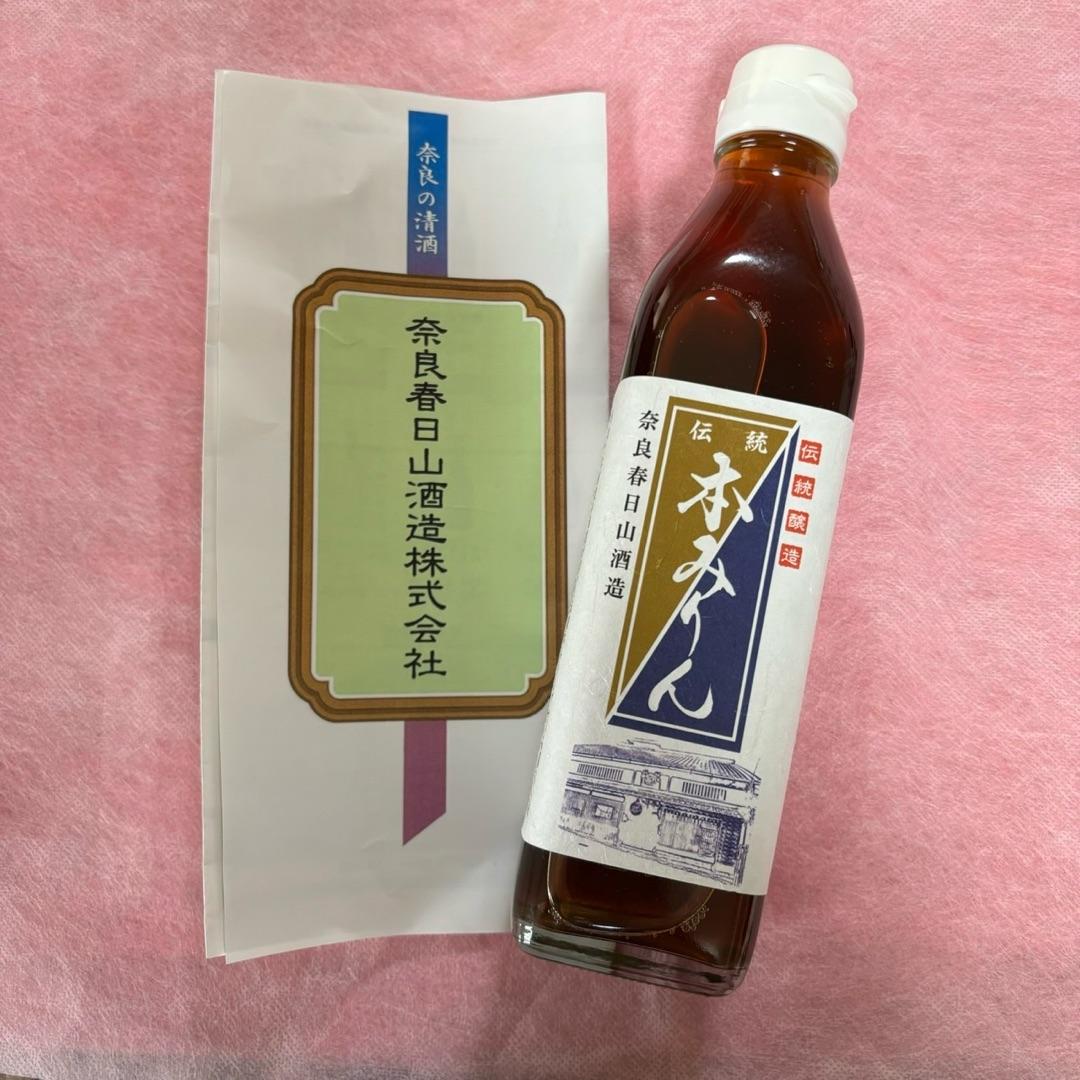 奈良の清酒
奈良春日山酒造株式会社
伝統
本みりん
伝統醸造
奈良春日山酒造